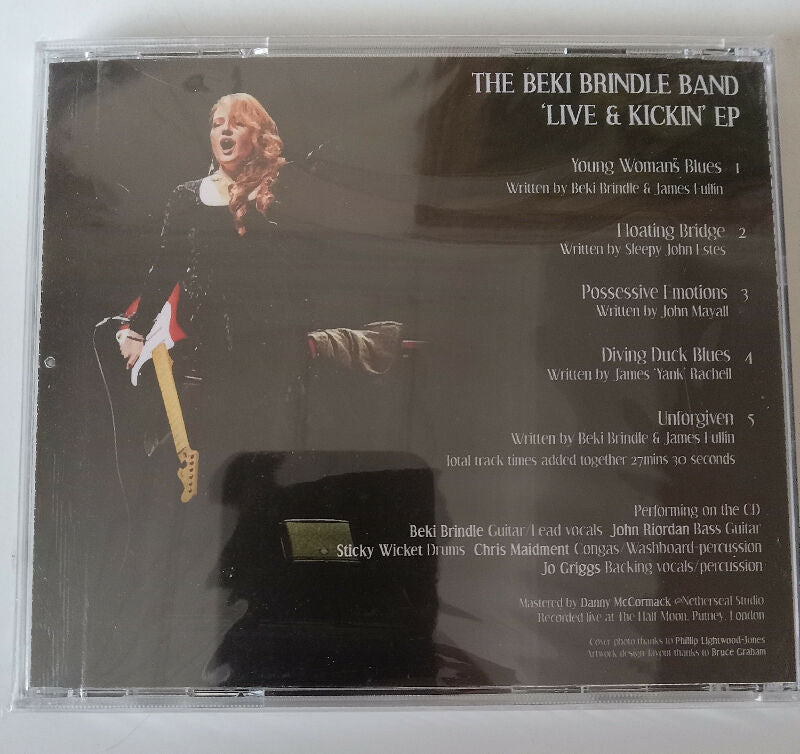 THE BEKI BRINDLE BAND
'LIVE & KICKIN' EP
Young Woman's Blues 1
Written by Beki Brindle & James Fullin
Floating Bridge 2
Written by Sleepy John Estes
Possessive Emotions 3
Written by John Mayall
Diving Duck Blues 4
Written by James 'Yank' Rachell
Unforgiven 5
Written by Beki Brindle & James Fullin
Total track times added together 27mins 30 seconds
Performing on the CD
Beki Brindle Guitar/Lead vocals John Riordan Bass Guitar
Sticky Wicket Drums Chris Maidment Congas/Washboard-percussion
Jo Griggs Backing vocals/percussion
Mastered by Danny McCormack @Netherseal Studio
Recorded live at The Half Moon, Putney, London
Cover photo thanks to Phillip Lightwood-Jones
Artwork design/layout thanks to Bruce Graham